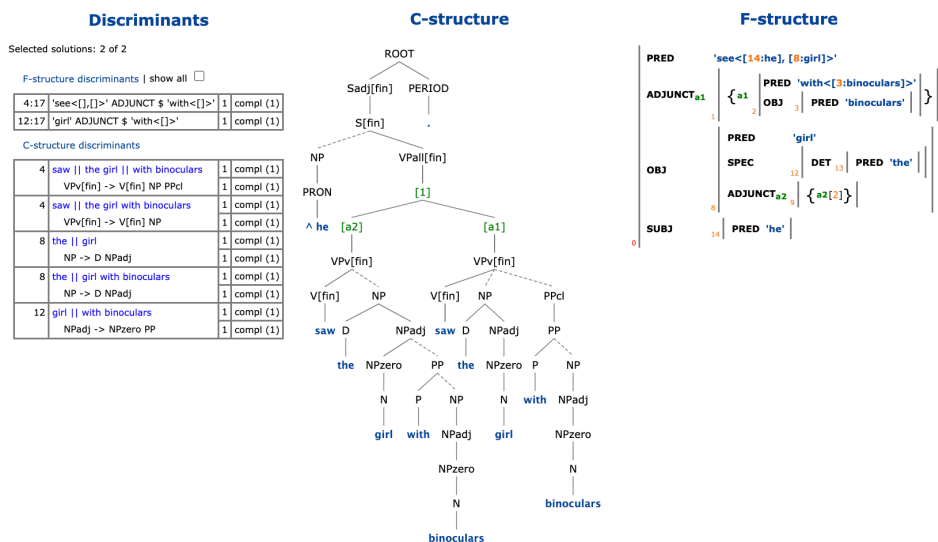 Discriminants
Selected solutions: 2 of 2
F-structure discriminants | show all
4:17 'see<[],[]>' ADJUNCT $ 'with<[]>' 1 compl (1)
12:17 'girl' ADJUNCT $ 'with<[]>' 1 compl (1)
C-structure discriminants
4 saw || the girl || with binoculars 1 compl (1)
VPv[fin] -> V[fin] NP PPcl 1 compl (1)
4 saw || the girl with binoculars 1 compl (1)
VPv[fin] -> V[fin] NP 1 compl (1)
8 the || girl 1 compl (1)
NP -> D NPadj 1 compl (1)
8 the || girl with binoculars 1 compl (1)
NP -> D NPadj 1 compl (1)
12 girl || with binoculars 1 compl (1)
NPadj -> NPzero PP 1 compl (1)
C-structure
ROOT
Sadj[fin] PERIOD
S[fin] .
NP VPall[fin]
PRON [1]
^ he [a2] [a1]
VPv[fin] VPv[fin]
V[fin] NP V[fin] NP PPcl
saw D NPadj saw D NPadj PP
the NPzero PP the NPzero P NP
N P NP N with NPadj
girl with NPadj girl NPzero
NPzero N
N binoculars
binoculars
F-structure
PRED 'see<[14:he], [8:girl]>'
PRED 'with<[3:binoculars]>'
ADJUNCT a1 { a1 }
OBJ 3 PRED 'binoculars'
2
1
PRED 'girl'
SPEC 12 DET 13 PRED 'the'
OBJ
ADJUNCT a2 9 { a2[2] }
8
SUBJ 14 PRED 'he'
0